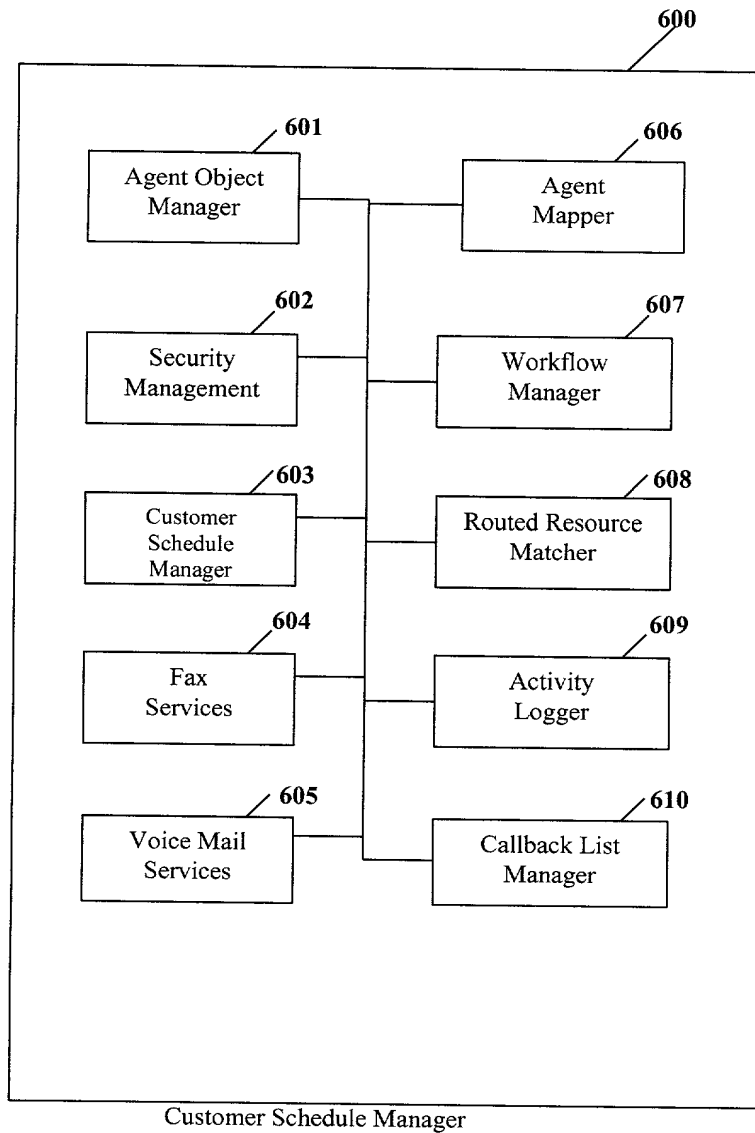 600
601
Agent Object
Manager
606
Agent
Mapper
602
Security
Management
607
Workflow
Manager
603
Customer
Schedule
Manager
608
Routed Resource
Matcher
604
Fax
Services
609
Activity
Logger
605
Voice Mail
Services
610
Callback List
Manager
Customer Schedule Manager